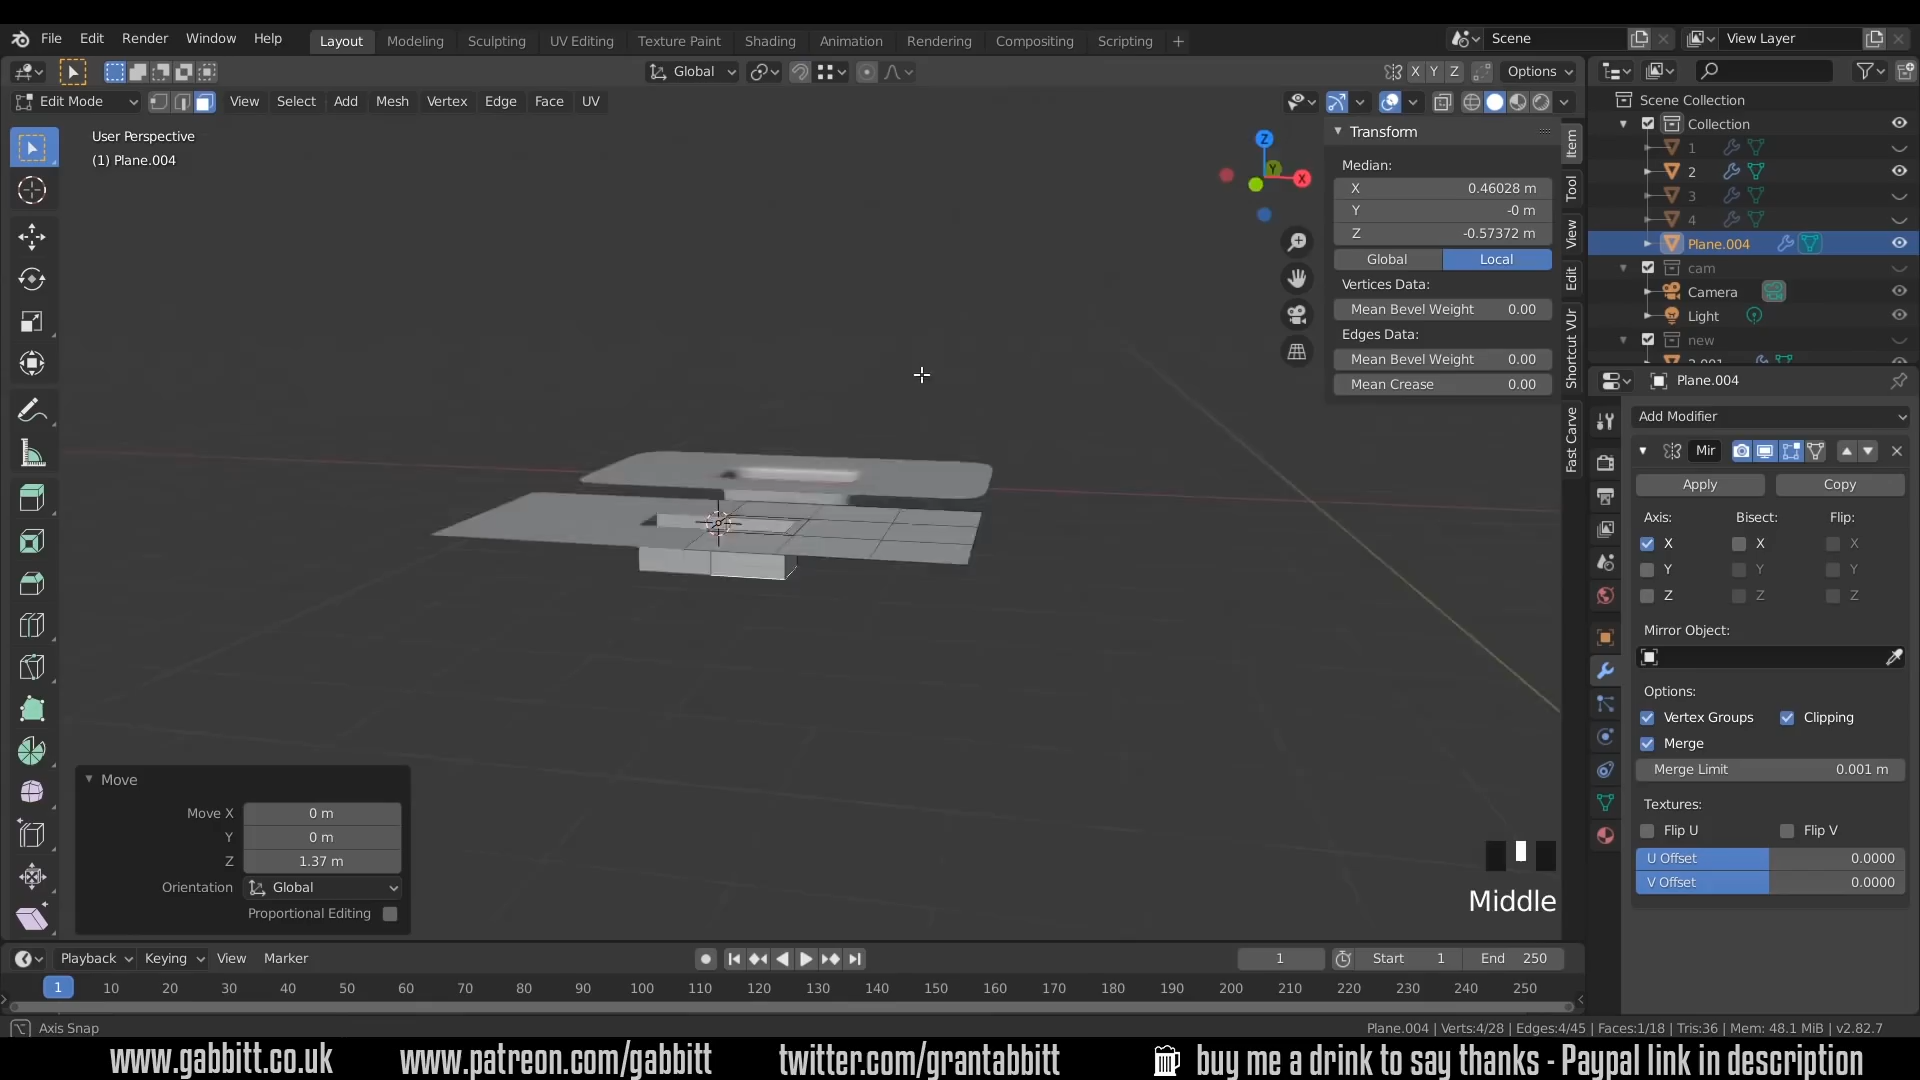 File Edit Render Window Help Layout Modeling Sculpting UV Editing Texture Paint Shading Animation Rendering Compositing Scripting + Scene View Layer
Global X Y Z Options
Edit Mode View Select Add Mesh Vertex Edge Face UV
User Perspective
(1) Plane.004
Z
Y
X
Transform
Median:
X 0.46028 m
Y -0 m
Z -0.57372 m
Global Local
Vertices Data:
Mean Bevel Weight 0.00
Edges Data:
Mean Bevel Weight 0.00
Mean Crease 0.00
Item
Tool
View
Edit
Shortcut VUr
Fast Carve
Scene Collection
Collection
1
2
3
4
Plane.004
cam
Camera
Light
new
Plane.004
Add Modifier
Mir
Apply Copy
Axis: Bisect: Flip:
X X X
Y Y Y
Z Z Z
Mirror Object:
Options:
Vertex Groups Clipping
Merge
Merge Limit 0.001 m
Textures:
Flip U Flip V
U Offset 0.0000
V Offset 0.0000
Move
Move X 0 m
Y 0 m
Z 1.37 m
Orientation Global
Proportional Editing
Middle
Playback Keying View Marker 1 Start 1 End 250
1 10 20 30 40 50 60 70 80 90 100 110 120 130 140 150 160 170 180 190 200 210 220 230 240 250
Axis Snap Plane.004 | Verts:4/28 | Edges:4/45 | Faces:1/18 | Tris:36 | Mem: 48.1 MiB | v2.82.7
www.gabbitt.co.uk www.patreon.com/gabbitt twitter.com/grantabbitt buy me a drink to say thanks - Paypal link in description